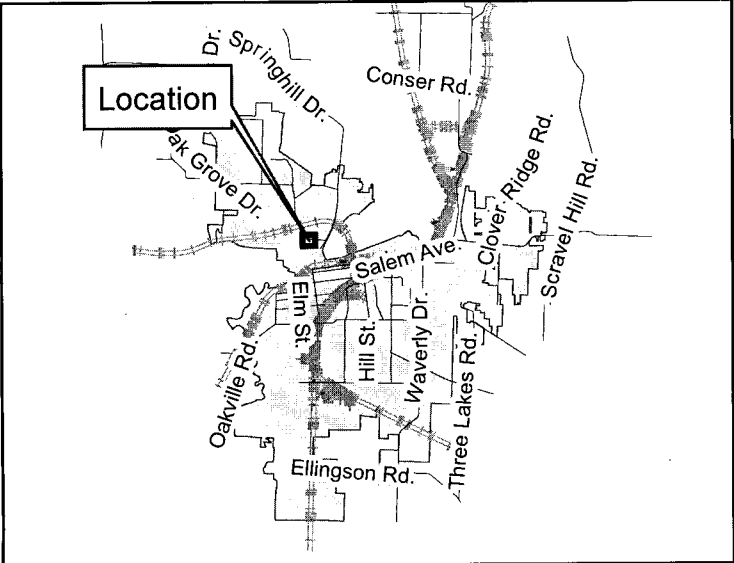 Dr.
Springhill Dr.
Conser Rd.
Location
ak Grove Dr.
Clover Ridge Rd.
Scravel Hill Rd.
Salem Ave.
Elm St.
Hill St.
Waverly Dr.
Oakville Rd.
Three Lakes Rd.
Ellingson Rd.